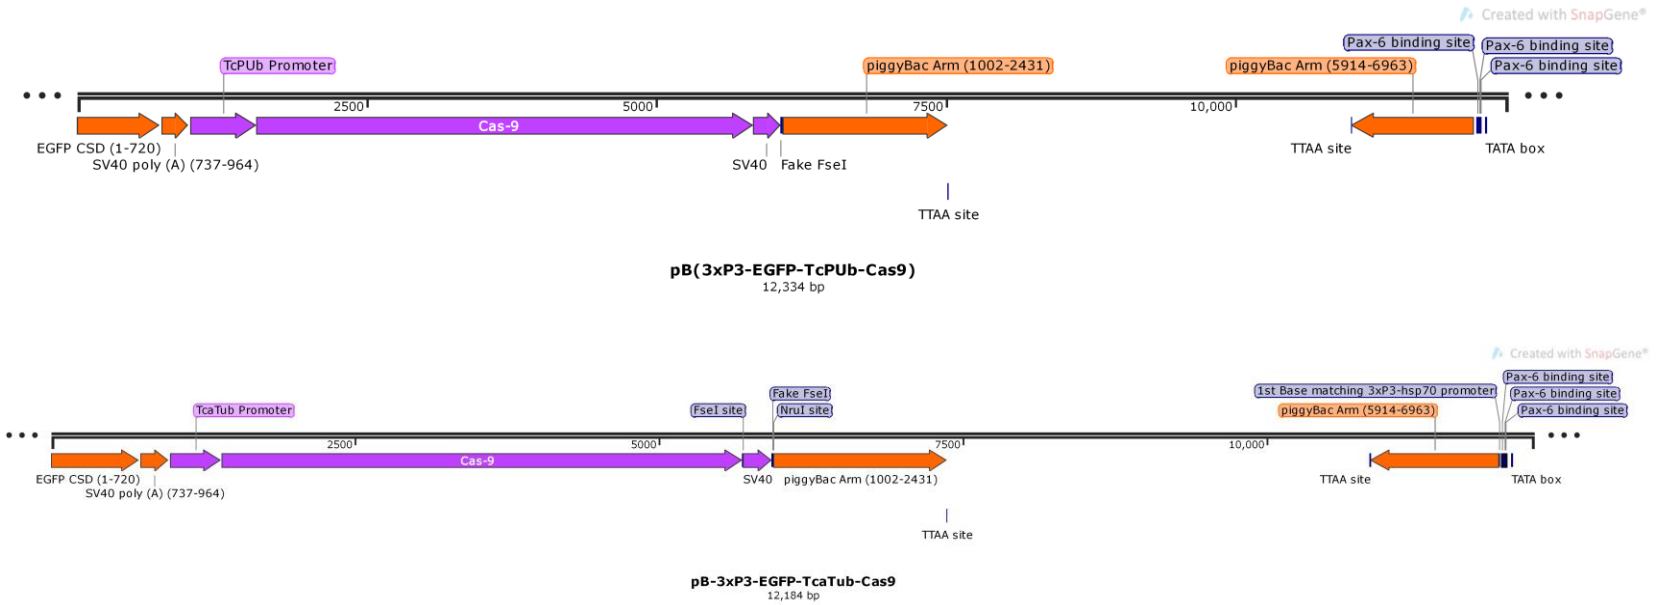 Created with SnapGene®
Pax-6 binding site
Pax-6 binding site
TcPUb Promoter
piggyBac Arm (1002-2431)
piggyBac Arm (5914-6963)
Pax-6 binding site
2500
5000
7500
10,000
Cas-9
EGFP CSD (1-720)
TTAA site
TATA box
SV40 poly (A) (737-964)
SV40
Fake FseI
TTAA site
pB(3xP3-EGFP-TcPUb-Cas9)
12,334 bp
Created with SnapGene®
Pax-6 binding site
1st Base matching 3xP3-hsp70 promoter
Fake FseI
Pax-6 binding site
TcaTub Promoter
FseI site
NruI site
piggyBac Arm (5914-6963)
Pax-6 binding site
2500
5000
7500
10,000
Cas-9
EGFP CSD (1-720)
SV40
piggyBac Arm (1002-2431)
TTAA site
TATA box
SV40 poly (A) (737-964)
TTAA site
pB-3xP3-EGFP-TcaTub-Cas9
12,184 bp